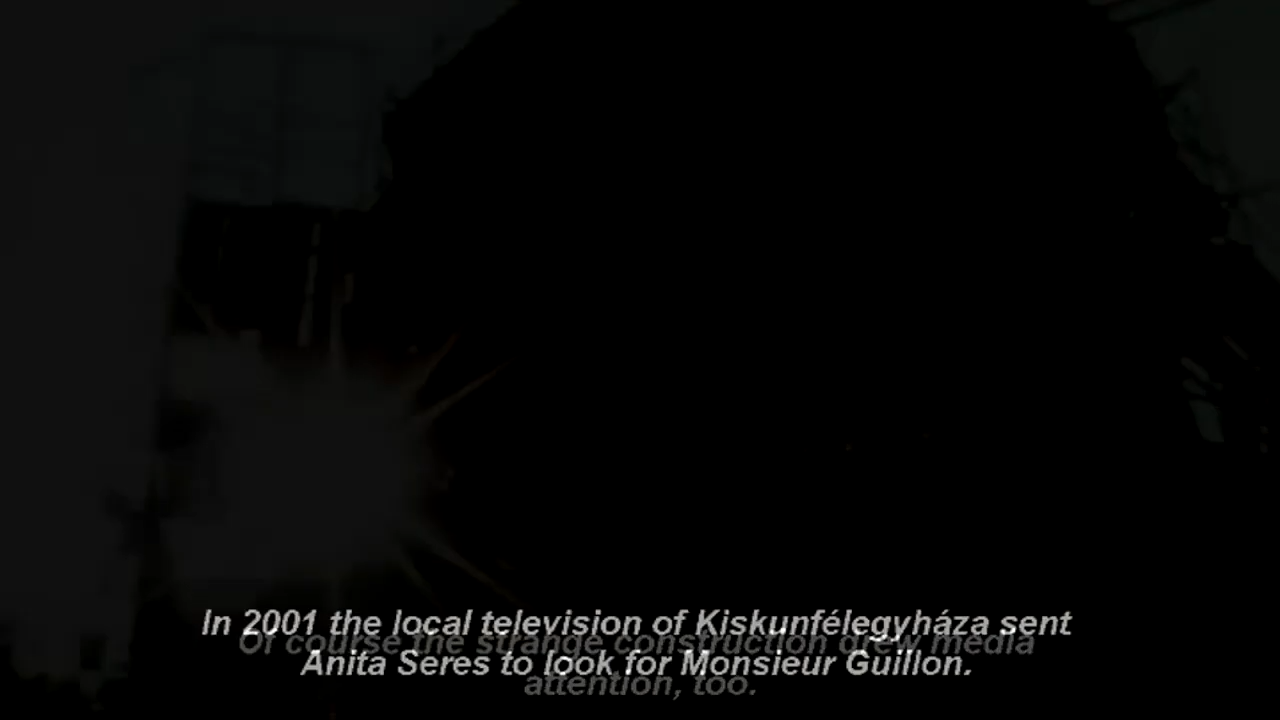 In 2001 the local television of Kiskunfélegyháza sent
Of course the strange construction drew media
Anita Seres to look for Monsieur Guillon.
attention, too.